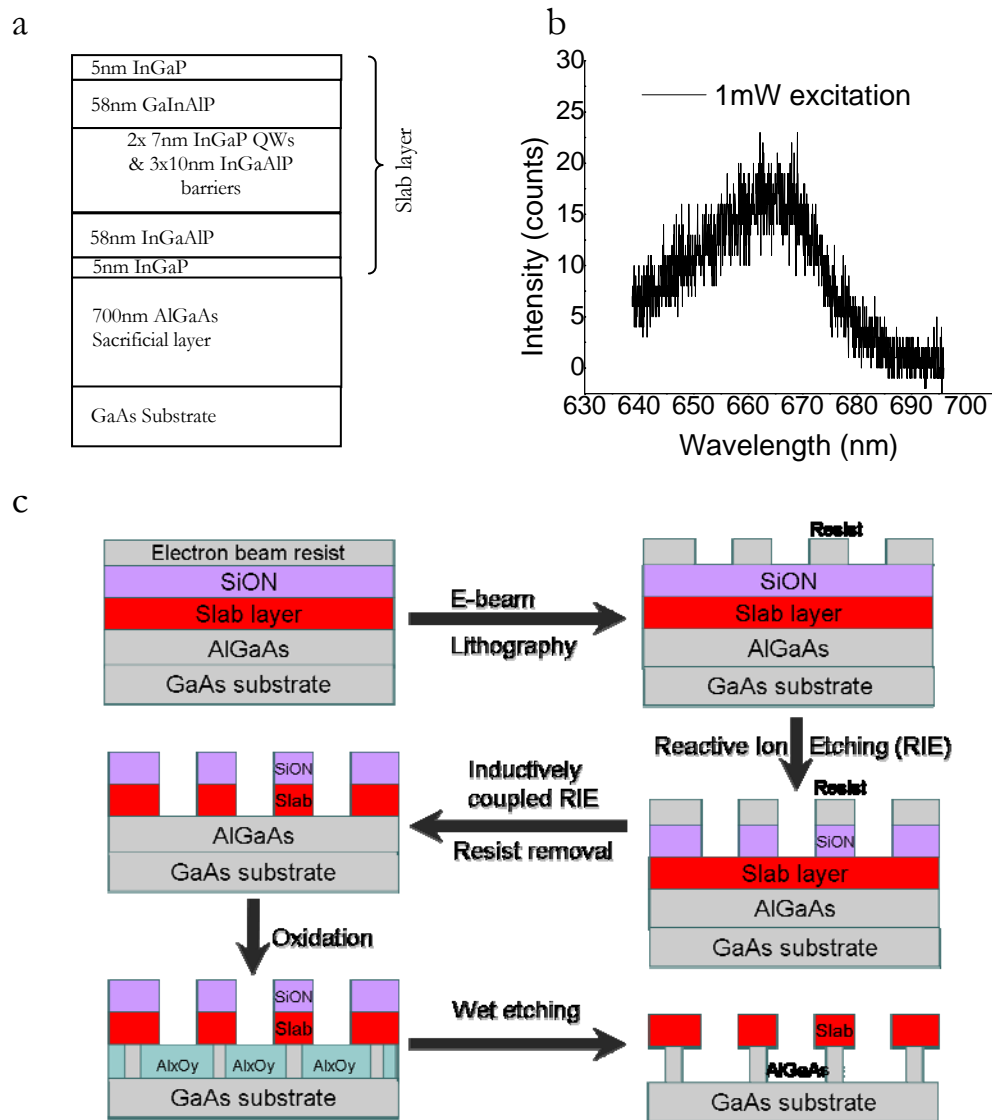 a
5nm InGaP
58nm GaInAlP
2x 7nm InGaP QWs
& 3x10nm InGaAlP
barriers
58nm InGaAlP
5nm InGaP
700nm AlGaAs
Sacrificial layer
GaAs Substrate
Slab layer
b
30
25
20
15
10
5
0
Intensity (counts)
1mW excitation
630 640 650 660 670 680 690 700
Wavelength (nm)
c
Electron beam resist
SiON
Slab layer
AlGaAs
GaAs substrate
E-beam
Lithography
Resist
SiON
Slab layer
AlGaAs
GaAs substrate
Reactive Ion Etching (RIE)
Resist
SiON
Slab layer
AlGaAs
GaAs substrate
Inductively
coupled RIE
Resist removal
SiON
Slab
AlGaAs
GaAs substrate
Oxidation
SiON
Slab
AlxOy AlxOy AlxOy
GaAs substrate
Wet etching
Slab
AlGaAs
GaAs substrate